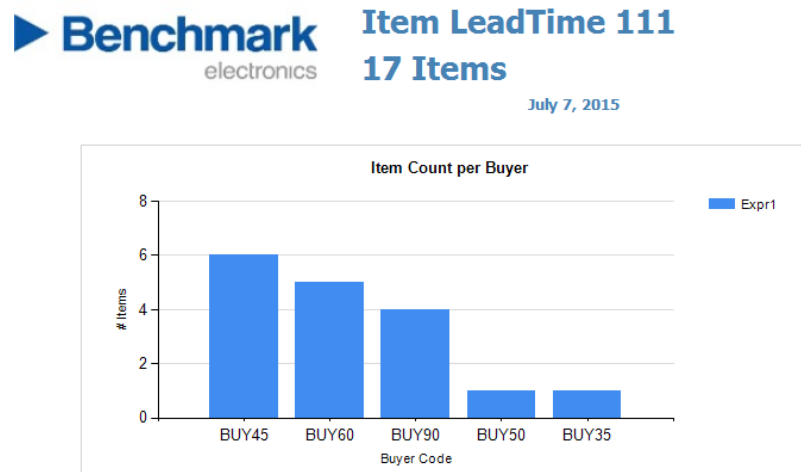 Benchmark
electronics
Item LeadTime 111
17 Items
July 7, 2015
Item Count per Buyer
Expr1
# Items
8
6
4
2
0
BUY45 BUY60 BUY90 BUY50 BUY35
Buyer Code